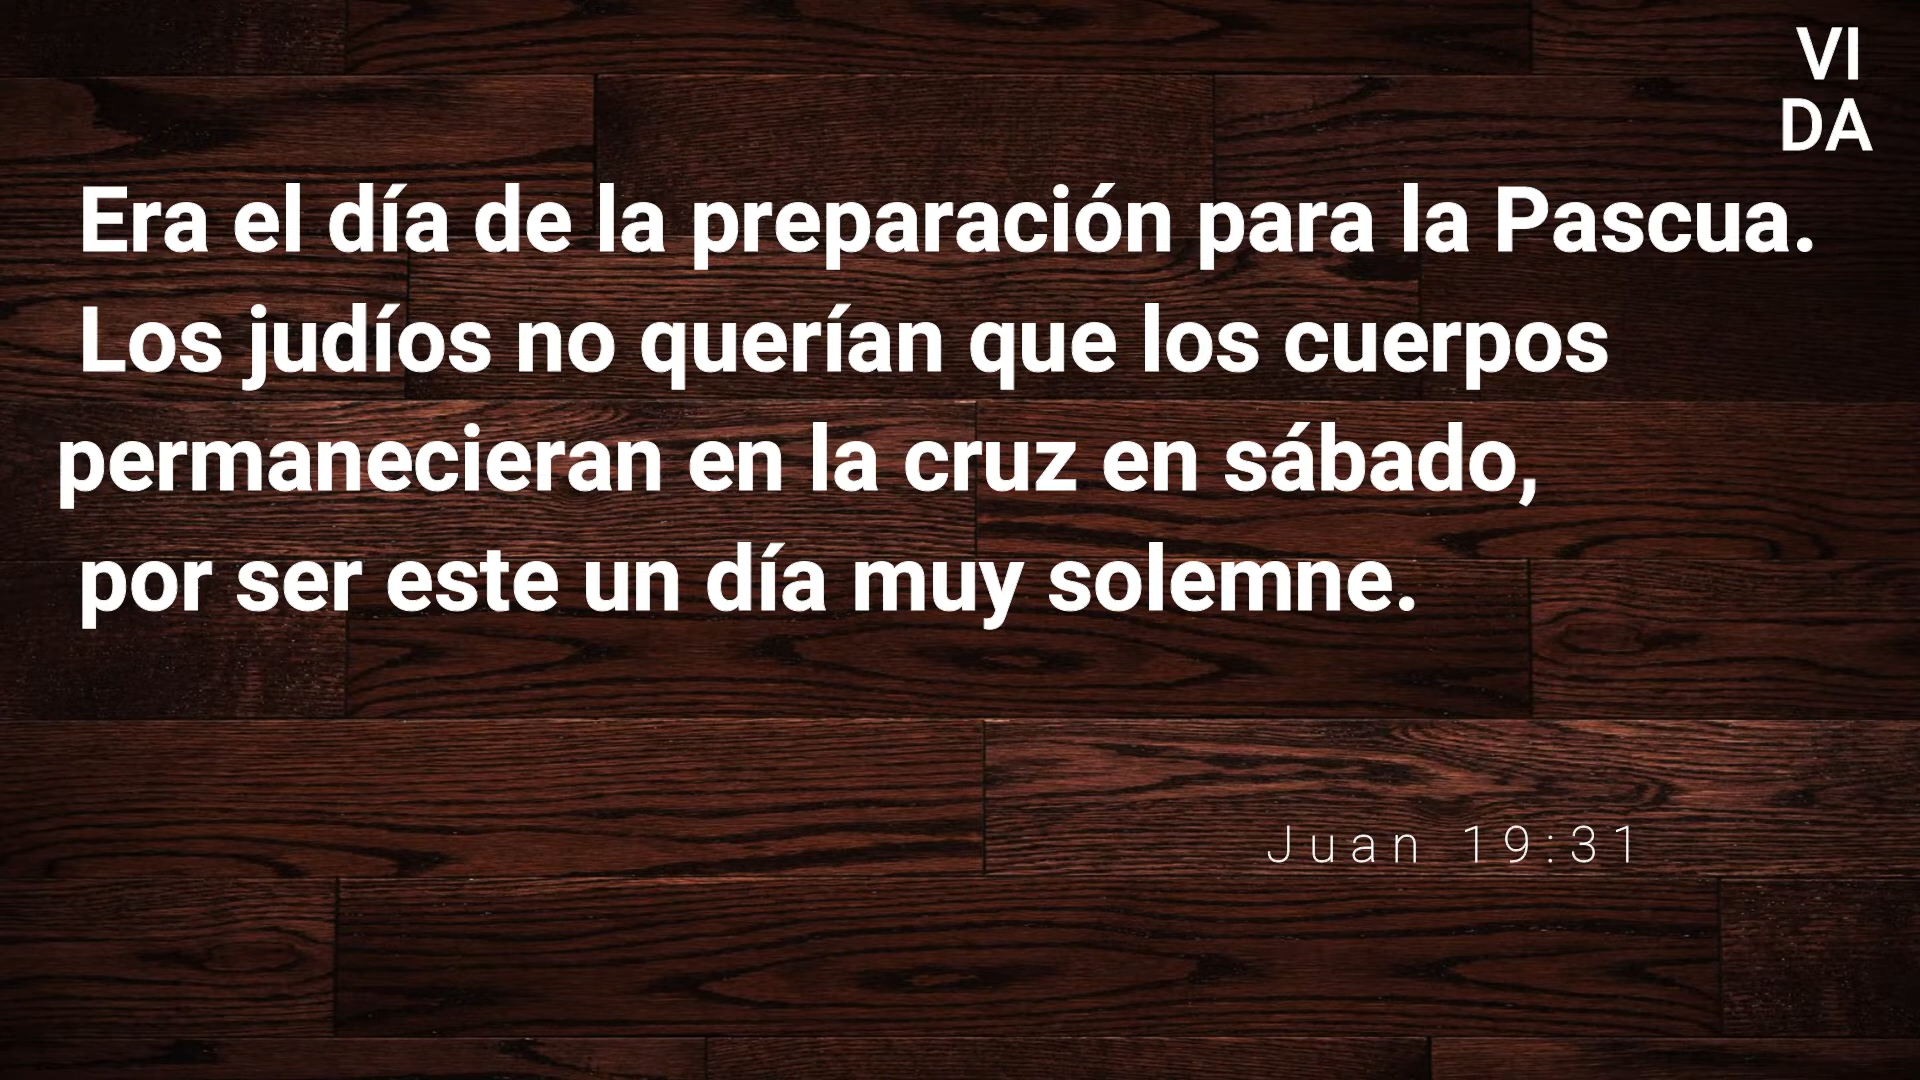 VI
DA
Era el día de la preparación para la Pascua.
Los judíos no querían que los cuerpos
permanecieran en la cruz en sábado,
por ser este un día muy solemne.
Juan 19:31